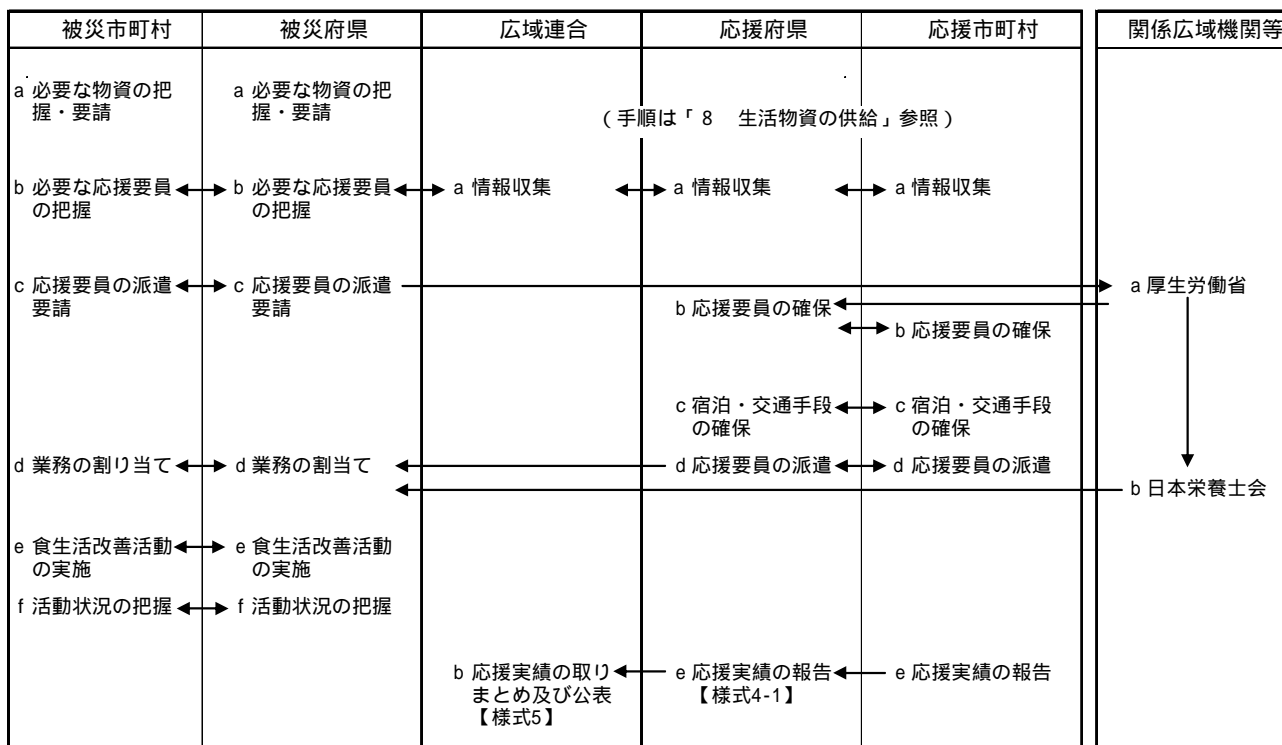 被災市町村 被災府県 広域連合 応援府県 応援市町村 関係広域機関等
a 必要な物資の把 a 必要な物資の把
握・要請 握・要請
(手順は「8 生活物資の供給」参照)
b 必要な応援要員 b 必要な応援要員 a 情報収集 a 情報収集 a 情報収集
の把握 の把握
c 応援要員の派遣 c 応援要員の派遣 a 厚生労働省
要請 要請
b 応援要員の確保
b 応援要員の確保
c 宿泊・交通手段 c 宿泊・交通手段
の確保 の確保
d 業務の割り当て d 業務の割当て d 応援要員の派遣 d 応援要員の派遣
b 日本栄養士会
e 食生活改善活動 e 食生活改善活動
の実施 の実施
f 活動状況の把握 f 活動状況の把握
b 応援実績の取り e 応援実績の報告 e 応援実績の報告
まとめ及び公表 【様式4-1】
【様式5】